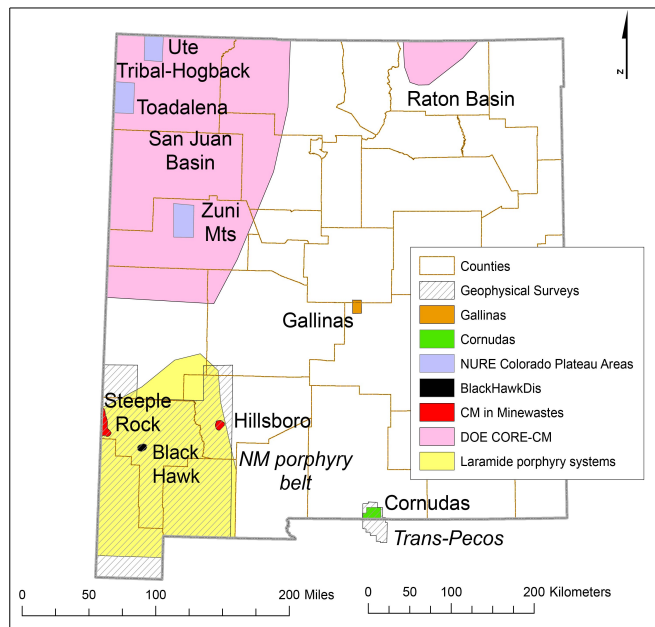 N
Ute
Tribal-Hogback
Toadalena
San Juan
Basin
Raton Basin
Zuni
Mts
Gallinas
Steeple
Rock
Black
Hawk
Hillsboro
NM porphyry
belt
Cornudas
Trans-Pecos
Counties
Geophysical Surveys
Gallinas
Cornudas
NURE Colorado Plateau Areas
BlackHawkDis
CM in Minewastes
DOE CORE-CM
Laramide porphyry systems
0 50 100 200 Miles
0 50 100 200 Kilometers